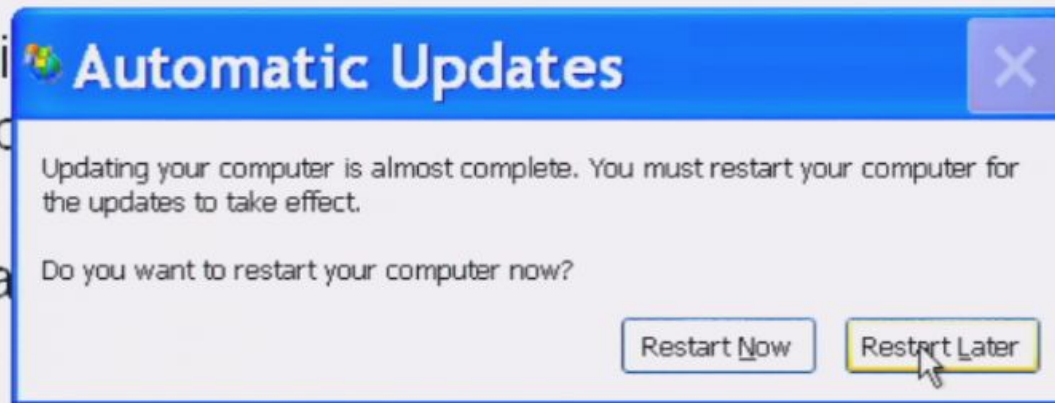 Automatic Updates
Updating your computer is almost complete. You must restart your computer for
the updates to take effect.
Do you want to restart your computer now?
Restart Now
Restart Later